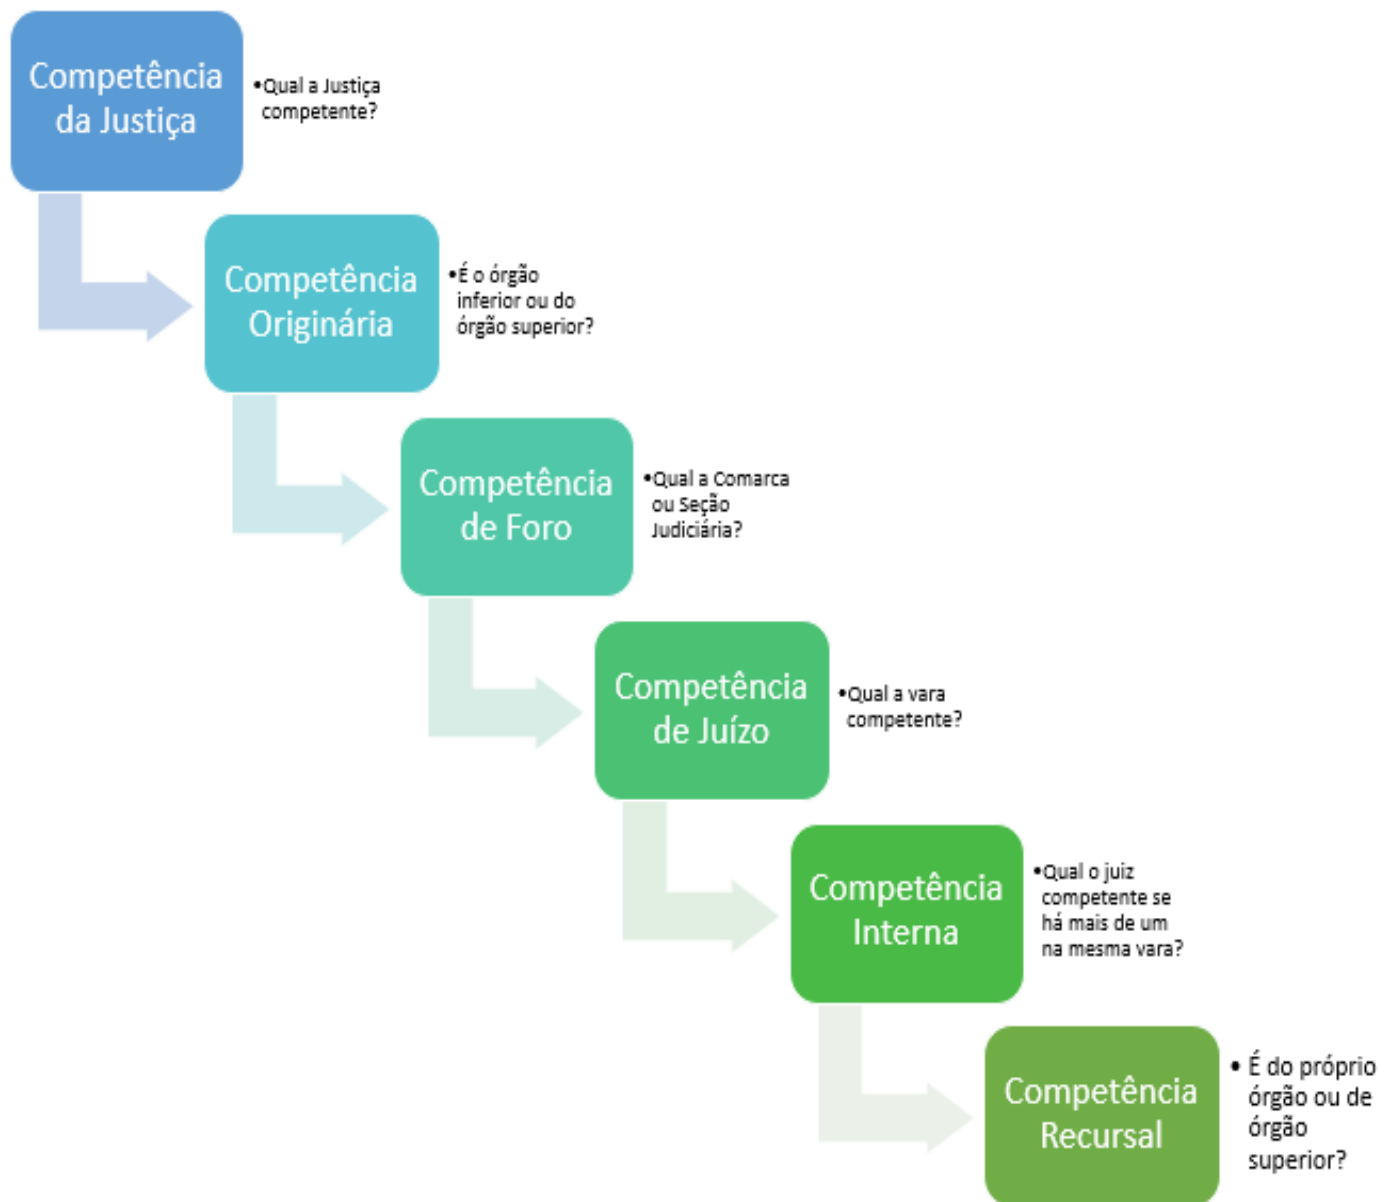 Competência
da Justiça
•Qual a Justiça
competente?
Competência
Originária
•É o órgão
inferior ou do
órgão superior?
Competência
de Foro
•Qual a Comarca
ou Seção
Judiciária?
Competência
de Juízo
•Qual a vara
competente?
Competência
Interna
•Qual o juiz
competente se
há mais de um
na mesma vara?
Competência
Recursal
• É do próprio
órgão ou de
órgão
superior?